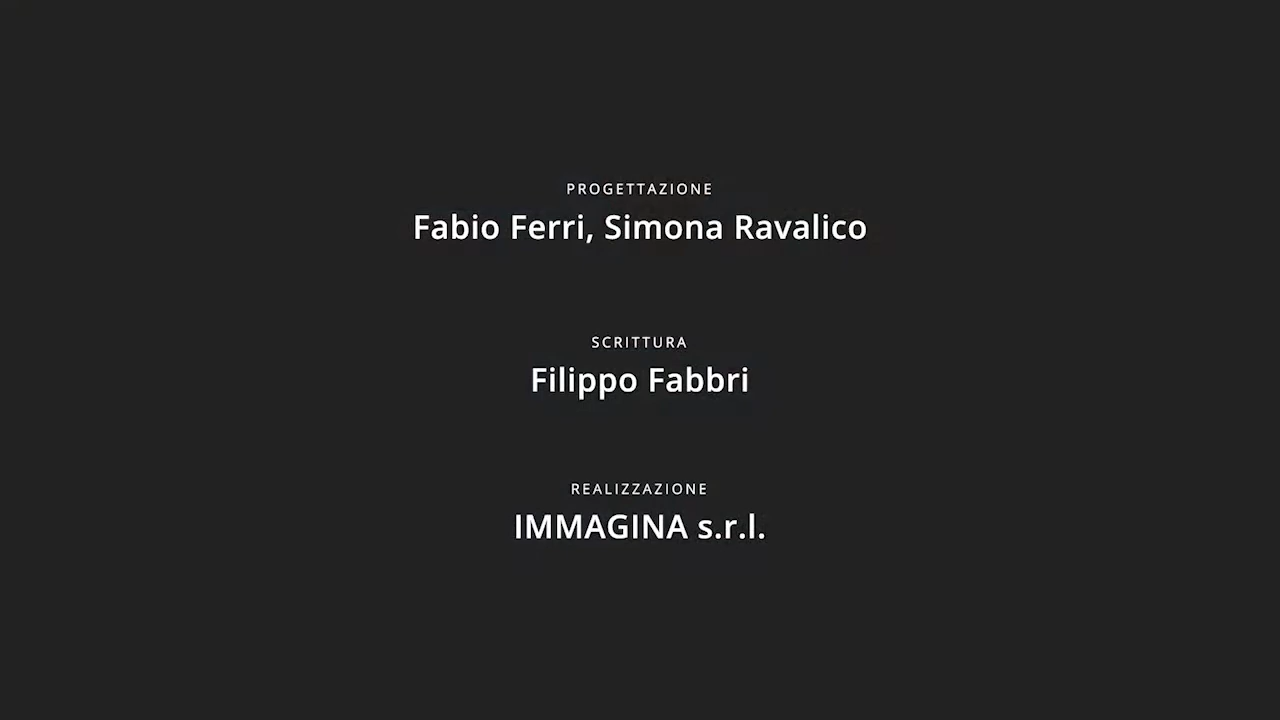 PROGETTAZIONE
Fabio Ferri, Simona Ravalico
SCRITTURA
Filippo Fabbri
REALIZZAZIONE
IMMAGINA s.r.l.